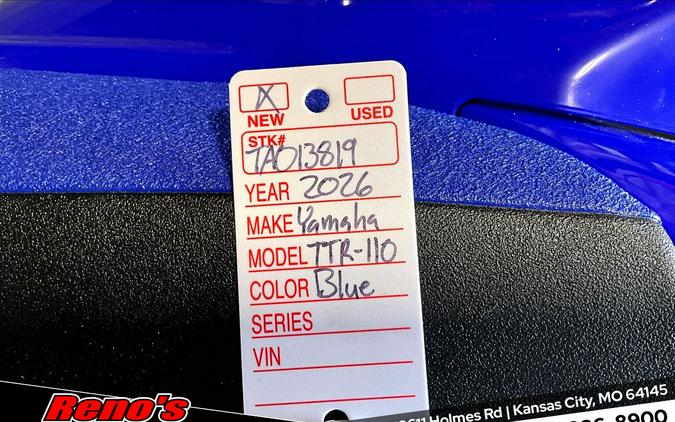 X
NEW USED
STK#
TA013819
YEAR 2026
MAKE Yamaha
MODEL TTR-110
COLOR Blue
SERIES
VIN
Reno's
Holmes Rd | Kansas City, MO 64145
8900